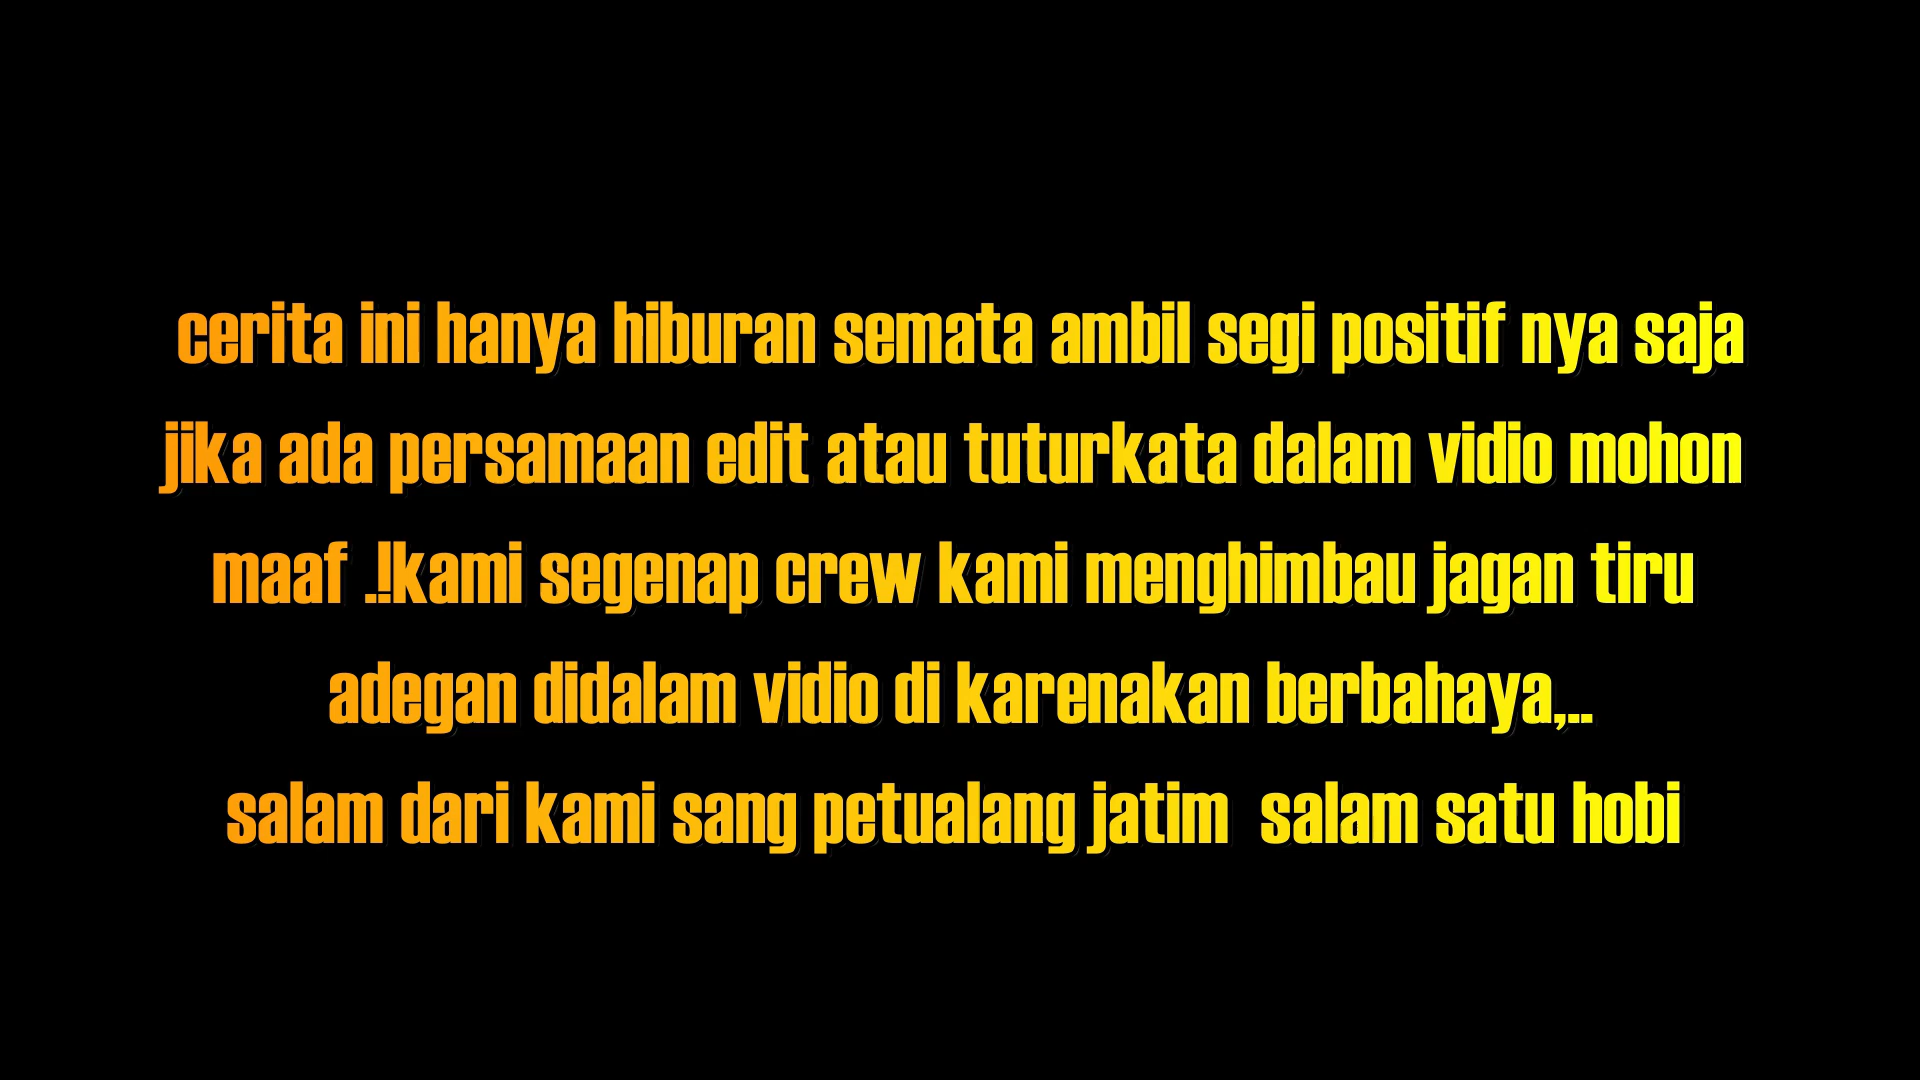 cerita ini hanya hiburan semata ambil segi positif nya saja
jika ada persamaan edit atau tuturkata dalam vidio mohon
maaf .!kami segenap crew kami menghimbau jagan tiru
adegan didalam vidio di karenakan berbahaya,..
salam dari kami sang petualang jatim  salam satu hobi